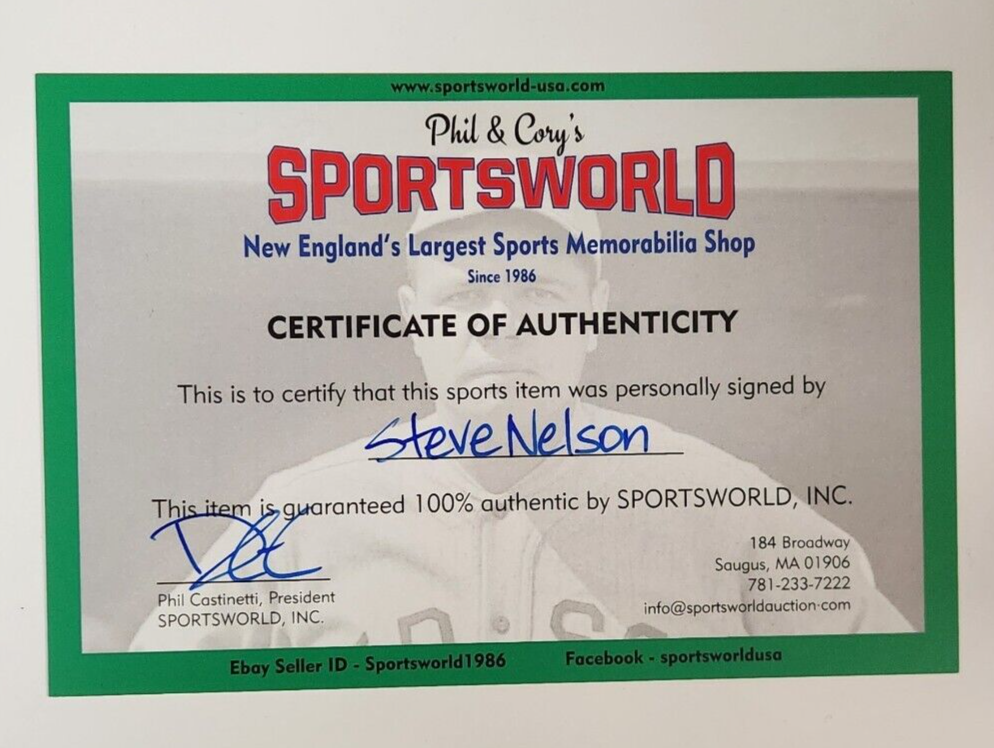 www.sportsworld-usa.com
Phil & Cory's
SPORTSWORLD
New England's Largest Sports Memorabilia Shop
Since 1986
CERTIFICATE OF AUTHENTICITY
This is to certify that this sports item was personally signed by
Steve Nelson
This item is guaranteed 100% authentic by SPORTSWORLD, INC.
Phil Castinetti, President
SPORTSWORLD, INC.
184 Broadway
Saugus, MA 01906
781-233-7222
info@sportsworldauction.com
Ebay Seller ID - Sportsworld1986
Facebook - sportsworldusa